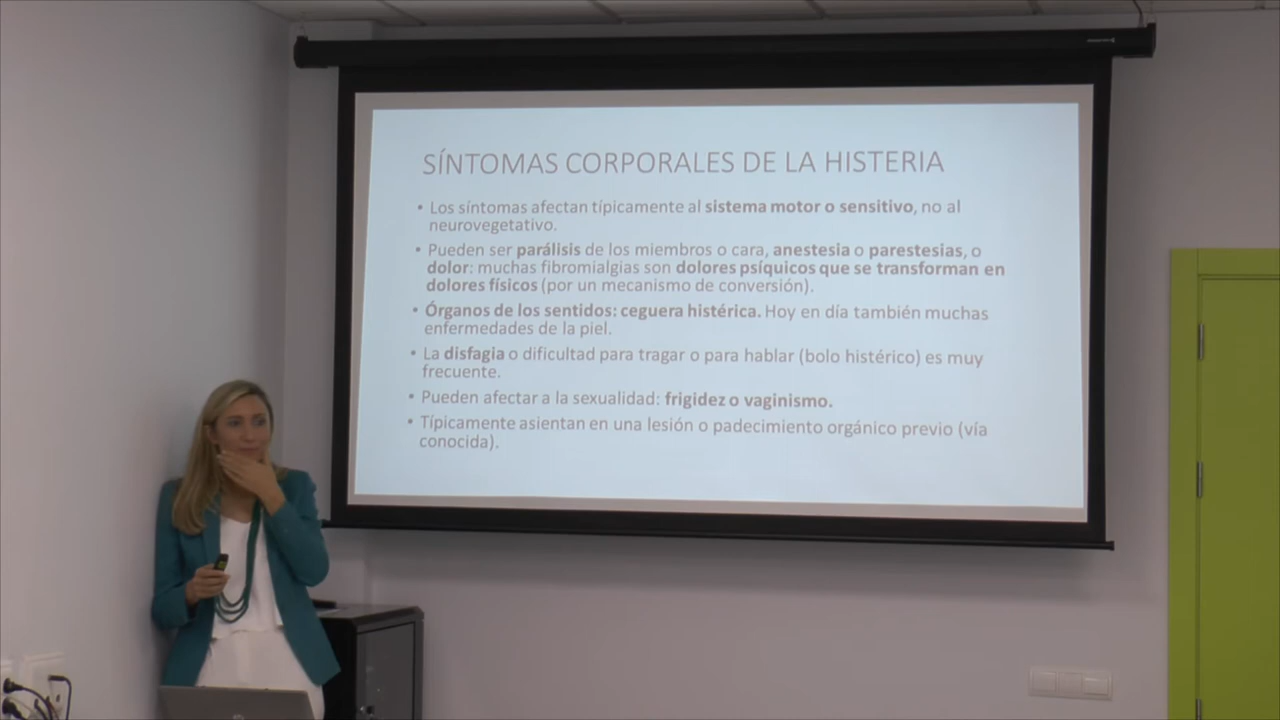 SÍNTOMAS CORPORALES DE LA HISTERIA
• Los síntomas afectan típicamente al sistema motor o sensitivo, no al
neurovegetativo.
• Pueden ser parálisis de los miembros o cara, anestesia o parestesias, o
dolor: muchas fibromialgias son dolores psíquicos que se transforman en
dolores físicos (por un mecanismo de conversión).
• Órganos de los sentidos: ceguera histérica. Hoy en día también muchas
enfermedades de la piel.
• La disfagia o dificultad para tragar o para hablar (bolo histérico) es muy
frecuente.
• Pueden afectar a la sexualidad: frigidez o vaginismo.
• Típicamente asientan en una lesión o padecimiento orgánico previo (vía
conocida).